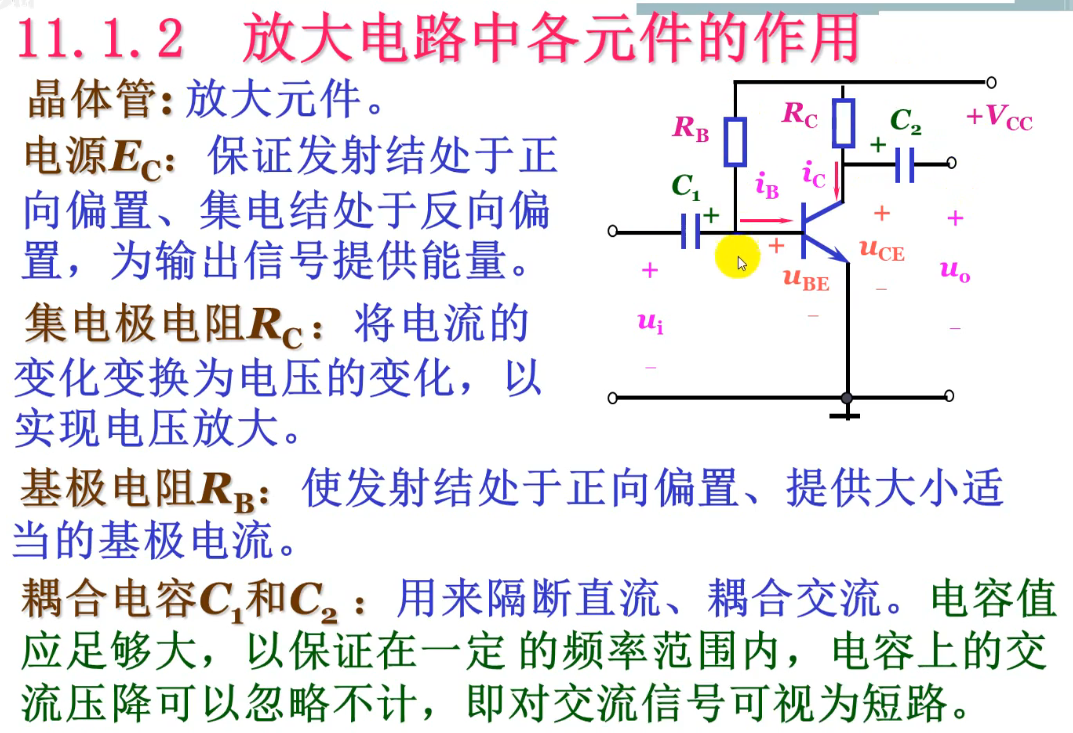 11.1.2 放大电路中各元件的作用
晶体管: 放大元件。
电源EC: 保证发射结处于正
向偏置、集电结处于反向偏
置，为输出信号提供能量。
集电极电阻RC: 将电流的
变化变换为电压的变化，以
实现电压放大。
基极电阻RB: 使发射结处于正向偏置、提供大小适
当的基极电流。
耦合电容C1和C2: 用来隔断直流、耦合交流。电容值
应足够大，以保证在一定的频率范围内，电容上的交
流压降可以忽略不计，即对交流信号可视为短路。
RB
RC
C2
+VCC
+
C1
+
iB
iC
+
uBE
–
+
uCE
–
+
uo
–
+
ui
–